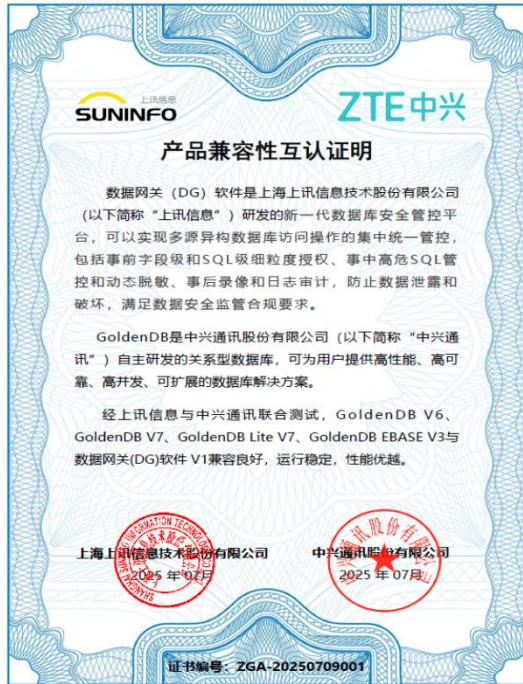 上讯信息
SUNINFO
ZTE中兴
产品兼容性互认证明
数据网关（DG）软件是上海上讯信息技术股份有限公司
（以下简称“上讯信息”）研发的新一代数据库安全管控平
台，可以实现多源异构数据库访问操作的集中统一管控，
包括事前字段级和SQL级细粒度授权、事中高危SQL管
控和动态脱敏、事后录像和日志审计，防止数据泄露和
破坏，满足数据安全监管合规要求。
GoldenDB是中兴通讯股份有限公司（以下简称“中兴通
讯”）自主研发的关系型数据库，可为用户提供高性能、高可
靠、高并发、可扩展的数据库解决方案。
经上讯信息与中兴通讯联合测试，GoldenDB V6、
GoldenDB V7、GoldenDB Lite V7、GoldenDB EBASE V3与
数据网关(DG)软件 V1兼容良好，运行稳定，性能优越。
上海上讯信息技术股份有限公司
2025 年 07月
中兴通讯股份有限公司
2025 年 07月
中兴通讯股份有限公司
证书编号：ZGA-20250709001